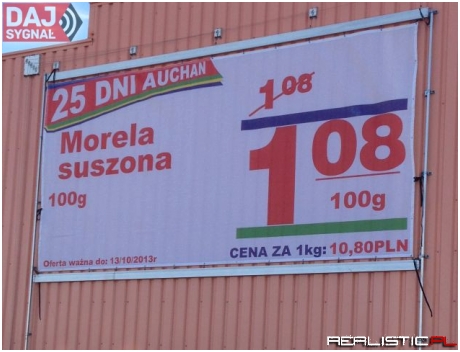 DAJ
SYGNAŁ
25 DNI AUCHAN
Morela
suszona
100g
1 08
1 08
100g
CENA ZA 1kg: 10,80PLN
Oferta ważna do: 13/10/2013r
REALISTIC.PL